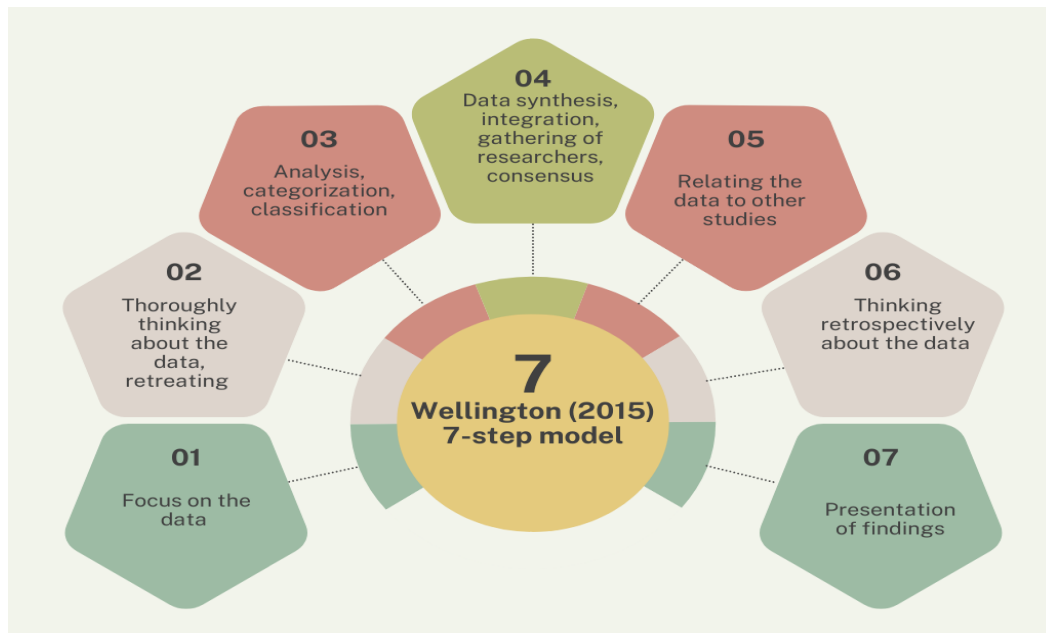 01
Focus on the
data
02
Thoroughly
thinking
about the
data,
retreating
03
Analysis,
categorization,
classification
04
Data synthesis,
integration,
gathering of
researchers,
consensus
05
Relating the
data to other
studies
06
Thinking
retrospectively
about the data
07
Presentation
of findings
7
Wellington (2015)
7-step model